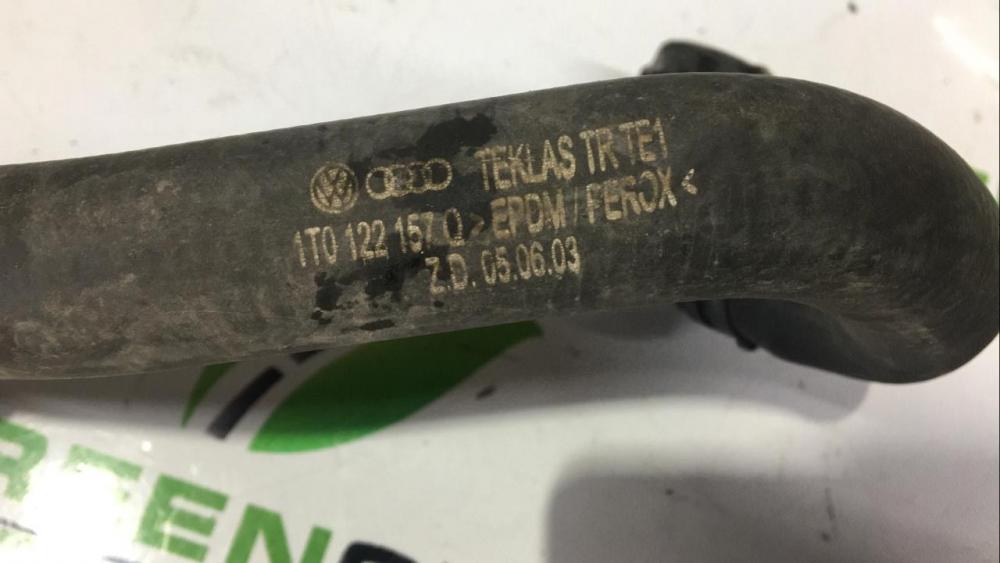 TEKLAS TR TE1
1T0 122 157 Q >EPDM / PEROX<
Z.D. 05.06.03